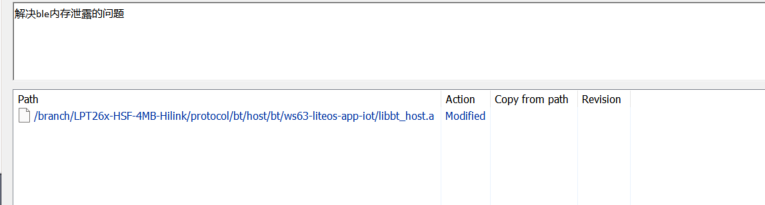 解决ble内存泄露的问题
Path Action Copy from path Revision
/branch/LPT26x-HSF-4MB-Hilink/protocol/bt/host/bt/ws63-liteos-app-iot/libbt_host.a Modified